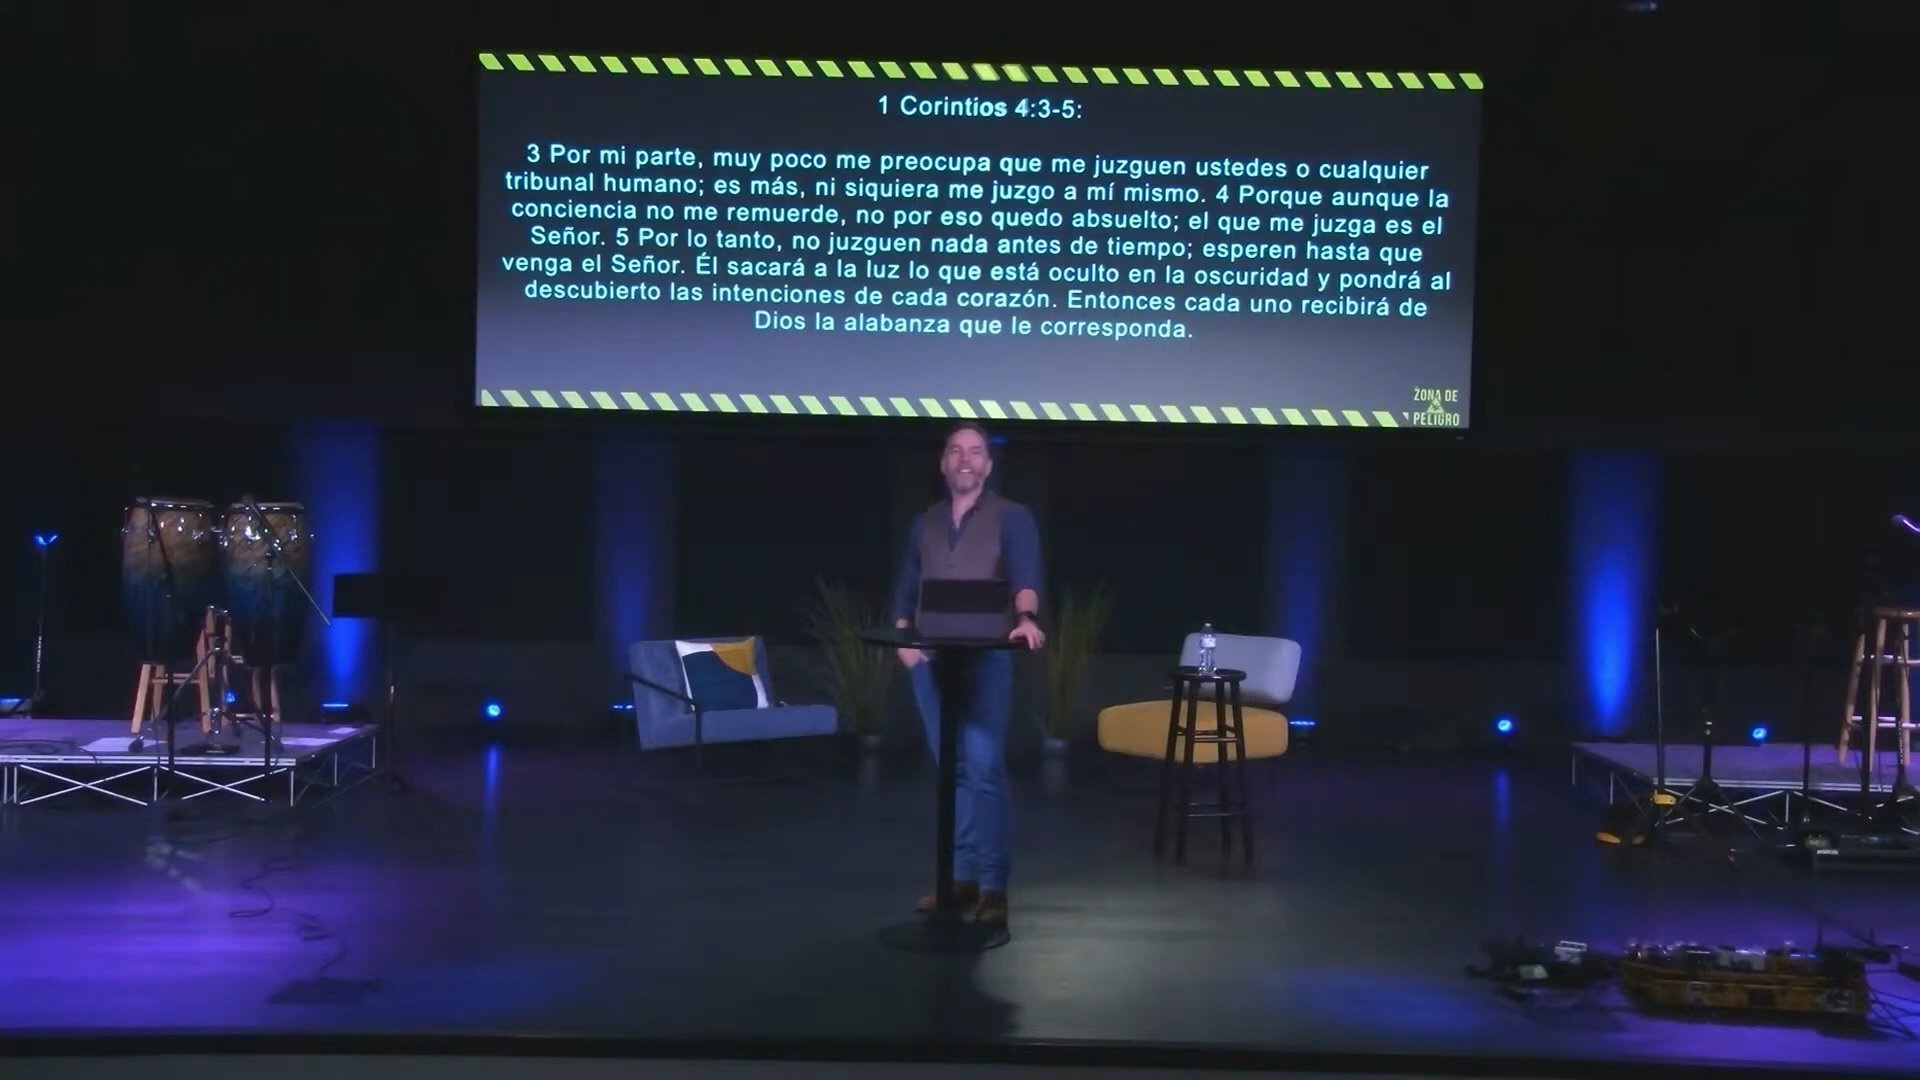 1 Corintios 4:3-5:
3 Por mi parte, muy poco me preocupa que me juzguen ustedes o cualquier
tribunal humano; es más, ni siquiera me juzgo a mí mismo. 4 Porque aunque la
conciencia no me remuerde, no por eso quedo absuelto; el que me juzga es el
Señor. 5 Por lo tanto, no juzguen nada antes de tiempo; esperen hasta que
venga el Señor. Él sacará a la luz lo que está oculto en la oscuridad y pondrá al
descubierto las intenciones de cada corazón. Entonces cada uno recibirá de
Dios la alabanza que le corresponda.
ZONA DE
PELIGRO